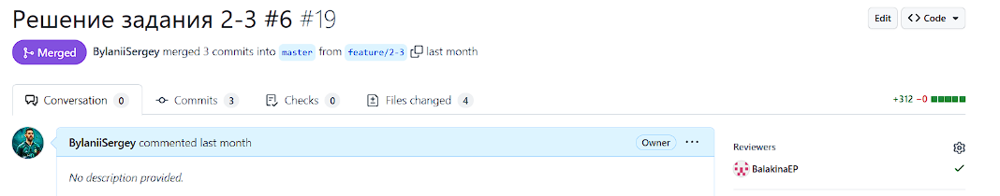 Решение задания 2-3 #6 #19
Edit
Code
Merged BylaniiSergey merged 3 commits into master from feature/2-3 last month
Conversation 0 Commits 3 Checks 0 Files changed 4
+312 −0
BylaniiSergey commented last month
Owner
No description provided.
Reviewers
BalakinaEP